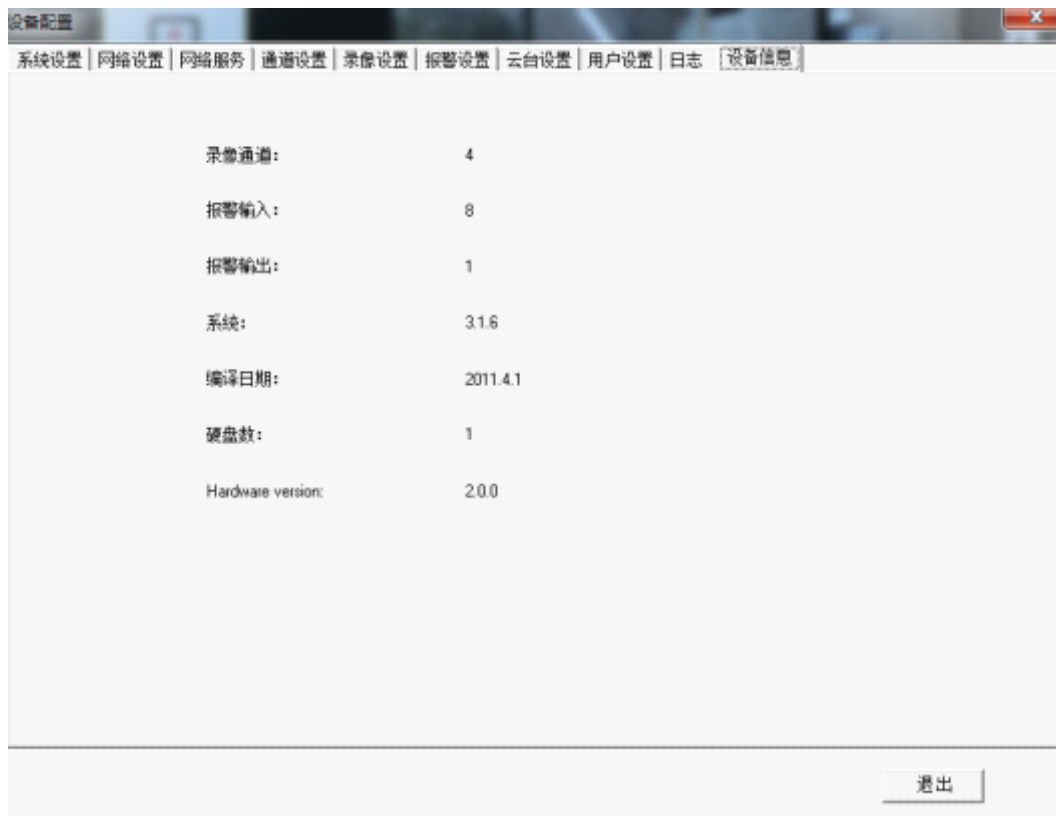 设备配置
系统设置 网络设置 网络服务 通道设置 录像设置 报警设置 云台设置 用户设置 日志 设备信息
录像通道: 4
报警输入: 8
报警输出: 1
系统: 3.1.6
编译日期: 2011.4.1
硬盘数: 1
Hardware version: 2.0.0
退出